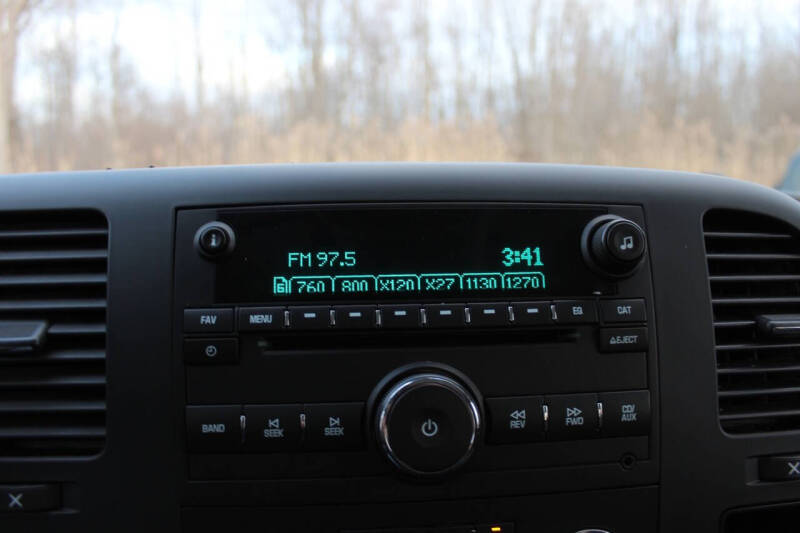 i
FM 97.5 3:41
6 760 800 X120 X27 1130 1270
FAV MENU EQ CAT
EJECT
BAND SEEK SEEK REV FWD CD/
AUX